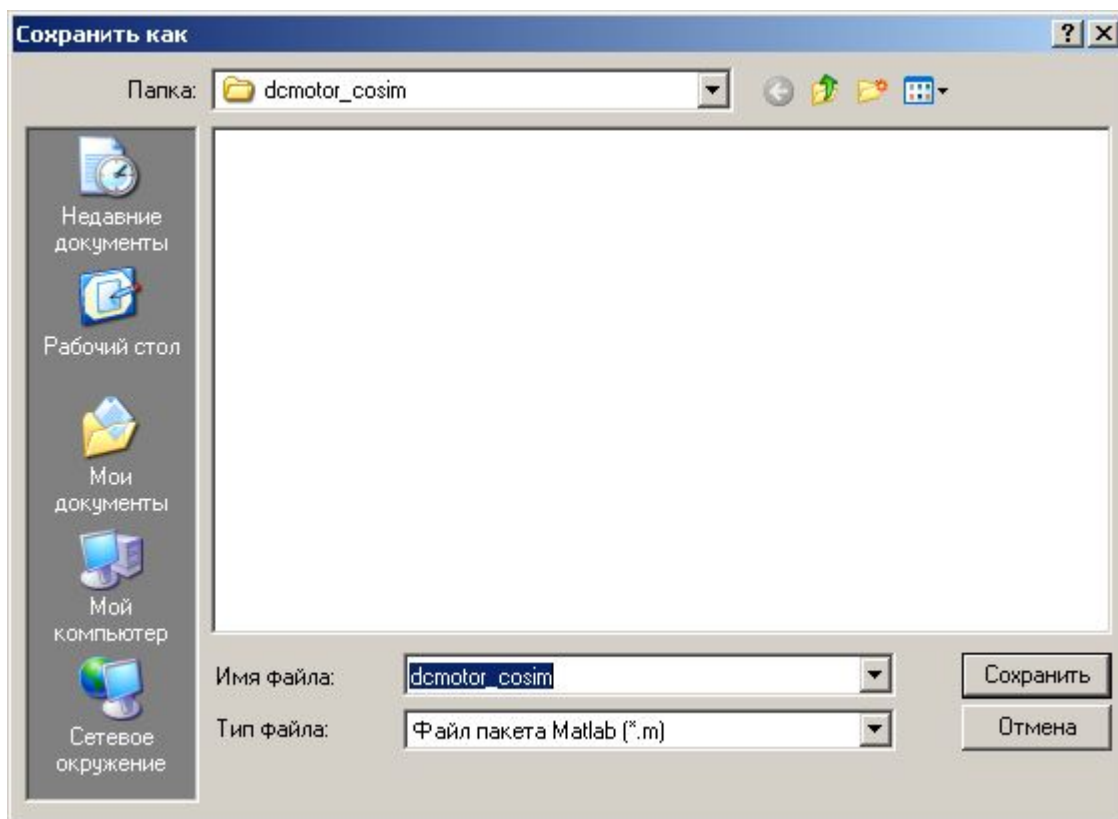 Сохранить как
Папка: dcmotor_cosim
Недавние
документы
Рабочий стол
Мои
документы
Мой
компьютер
Сетевое
окружение
Имя файла: dcmotor_cosim Сохранить
Тип файла: Файл пакета Matlab (*.m) Отмена